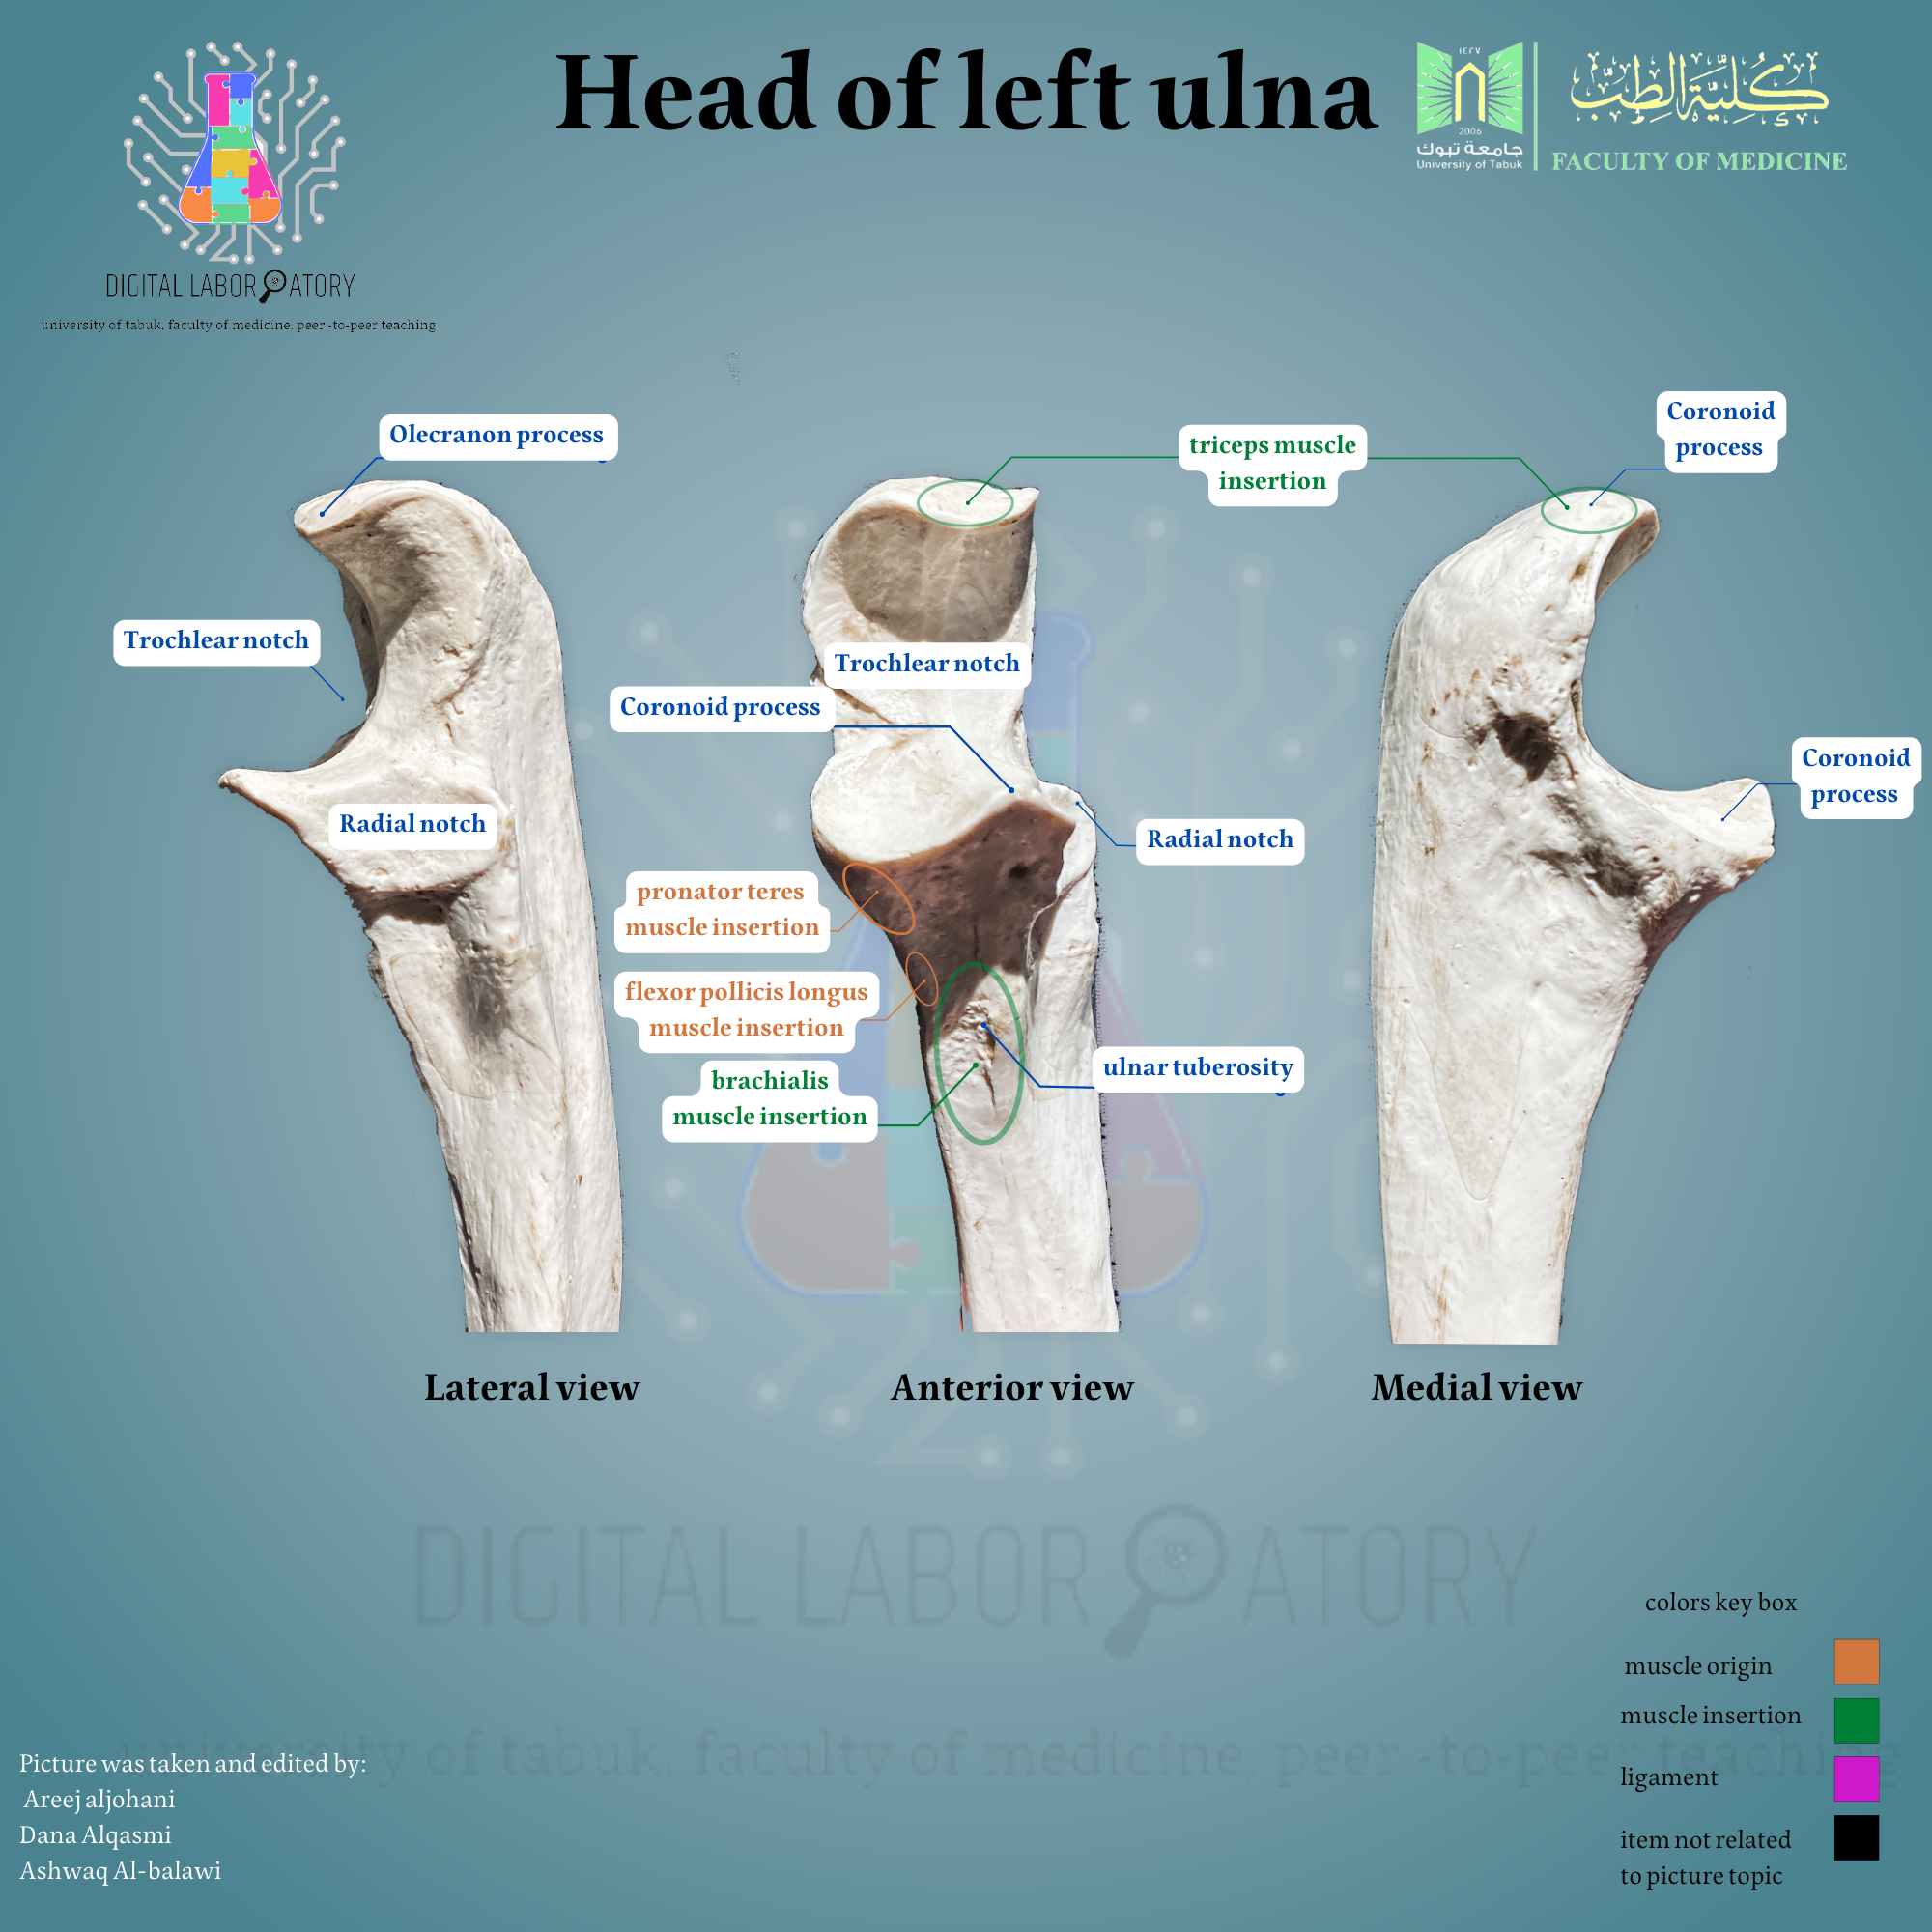 Head of left ulna
١٤٢٧
2006
جامعة تبوك
University of Tabuk
كلية الطب
FACULTY OF MEDICINE
DIGITAL LABORATORY
university of tabuk, faculty of medicine, peer -to-peer teaching
Olecranon process
triceps muscle
insertion
Coronoid
process
Trochlear notch
Trochlear notch
Coronoid process
Coronoid
process
Radial notch
Radial notch
pronator teres
muscle insertion
flexor pollicis longus
muscle insertion
brachialis
muscle insertion
ulnar tuberosity
Lateral view
Anterior view
Medial view
DIGITAL LABORATORY
university of tabuk, faculty of medicine, peer -to-peer teaching
colors key box
muscle origin
muscle insertion
ligament
item not related
to picture topic
Picture was taken and edited by:
Areej aljohani
Dana Alqasmi
Ashwaq Al-balawi